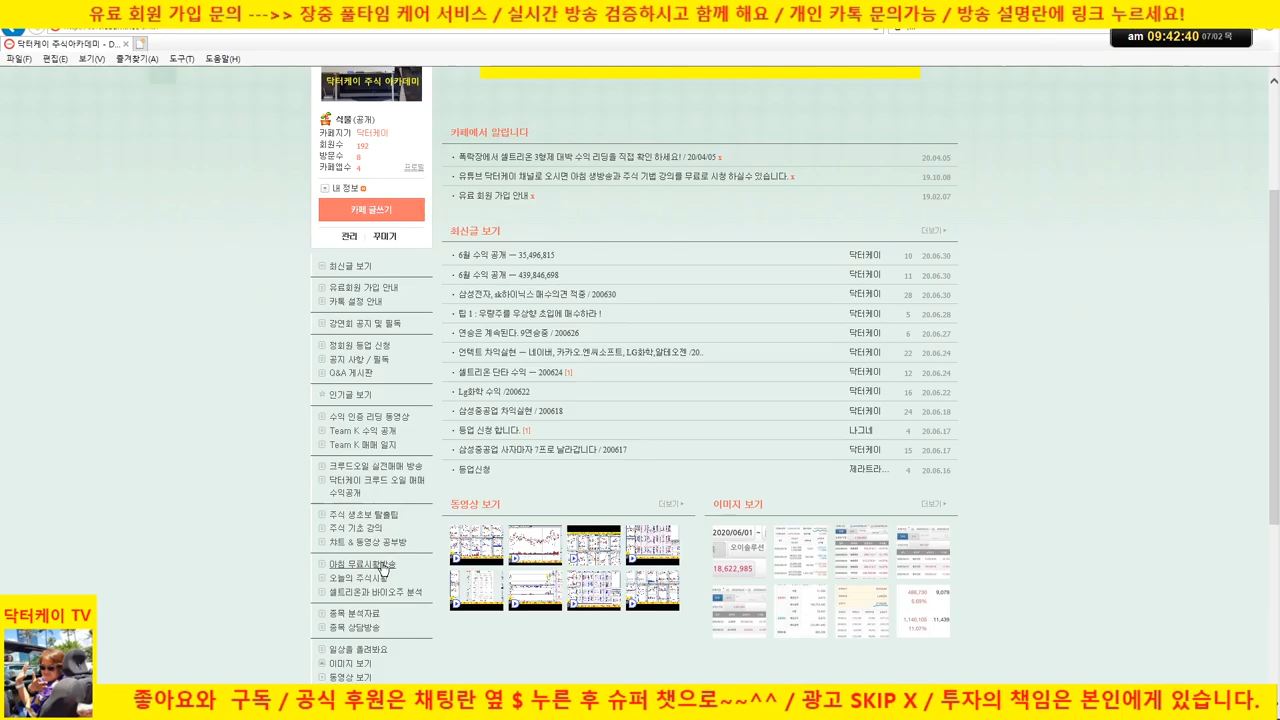 유료 회원 가입 문의 --->> 장중 풀타임 케어 서비스 / 실시간 방송 검증하시고 함께 해요 / 개인 카톡 문의가능 / 방송 설명란에 링크 누르세요!
am 09:42:40 07/02 목
닥터케이 주식아카데미 - D...
파일(F) 편집(E) 보기(V) 즐겨찾기(A) 도구(T) 도움말(H)
닥터케이 주식 아카데미
석물 (공개)
카페지기 닥터케이
회원수 192
방문수 8
카페앱수 4 프로필
내 정보
카페 글쓰기
관리 꾸미기
최신글 보기
유료회원 가입 안내
카톡 설정 안내
강연회 공지 및 필독
정회원 등업 신청
공지 사항 / 필독
Q&A 게시판
인기글 보기
수익 인증 리딩 동영상
Team K 수익 공개
Team K 매매 일지
크루드오일 실전매매 방송
닥터케이 크루드 오일 매매
수익공개
주식 생초보 탈출팁
주식 기초 강의
챠트 & 동영상 공부방
아침 무료시황방송
오늘의 주식시황
셀트리온과 바이오주 분석
종목 분석자료
종목 상담방송
일상을 올려봐요
이미지 보기
동영상 보기
카페에서 알립니다
폭락장에서 셀트리온 3형제 대박 수익 리딩을 직접 확인 하세요! / 20/04/05 x 20.04.05
유튜브 닥터케이 채널로 오시면 아침 생방송과 주식 기법 강의를 무료로 시청 하실수 있습니다. x 19.10.08
유료 회원 가입 안내 x 19.02.07
최신글 보기 더보기
6월 수익 공개 ㅡ 35,496,815 닥터케이 10 20.06.30
6월 수익 공개 ㅡ 439,846,698 닥터케이 11 20.06.30
삼성전자, sk하이닉스 매수의견 적중 / 200630 닥터케이 28 20.06.30
팁 1 : 우량주를 우상향 초입에 매수하라 ! 닥터케이 5 20.06.28
연승은 계속된다. 9연승중 / 200626 닥터케이 6 20.06.27
언텍트 차익실현 ㅡ 네이버, 카카오.엔씨소프트, LG화학,알테오젠 /20.. 닥터케이 22 20.06.24
셀트리온 단타 수익 ㅡ 200624 [1] 닥터케이 12 20.06.24
Lg화학 수익 /200622 닥터케이 16 20.06.22
삼성중공업 차익실현 / 200618 닥터케이 24 20.06.18
등업 신청 합니다. [1] 나그네 4 20.06.17
삼성중공업 사자마자 7프로 날라갑니다 / 200617 닥터케이 15 20.06.17
등업신청 제라트라... 4 20.06.16
동영상 보기 더보기
이미지 보기 더보기
2020/06/01
오이솔루션
18,622,985
488,730 9,079
5.69%
1,140,105 11,439
11.07%
닥터케이 TV
좋아요와 구독 / 공식 후원은 채팅란 옆 $ 누른 후 슈퍼 챗으로~~^^ / 광고 SKIP X / 투자의 책임은 본인에게 있습니다.